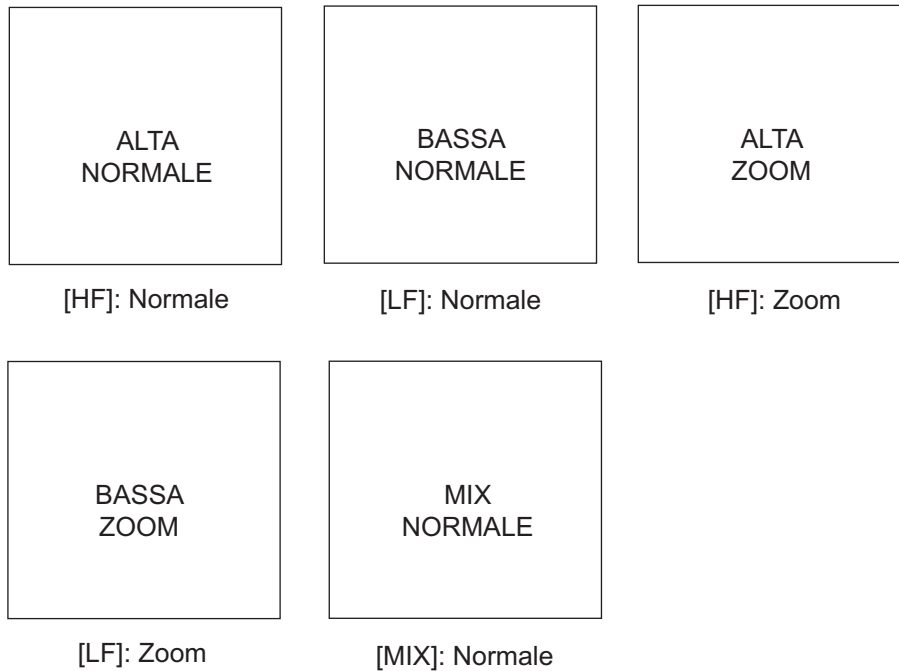 ALTA
NORMALE
[HF]: Normale
BASSA
NORMALE
[LF]: Normale
ALTA
ZOOM
[HF]: Zoom
BASSA
ZOOM
[LF]: Zoom
MIX
NORMALE
[MIX]: Normale